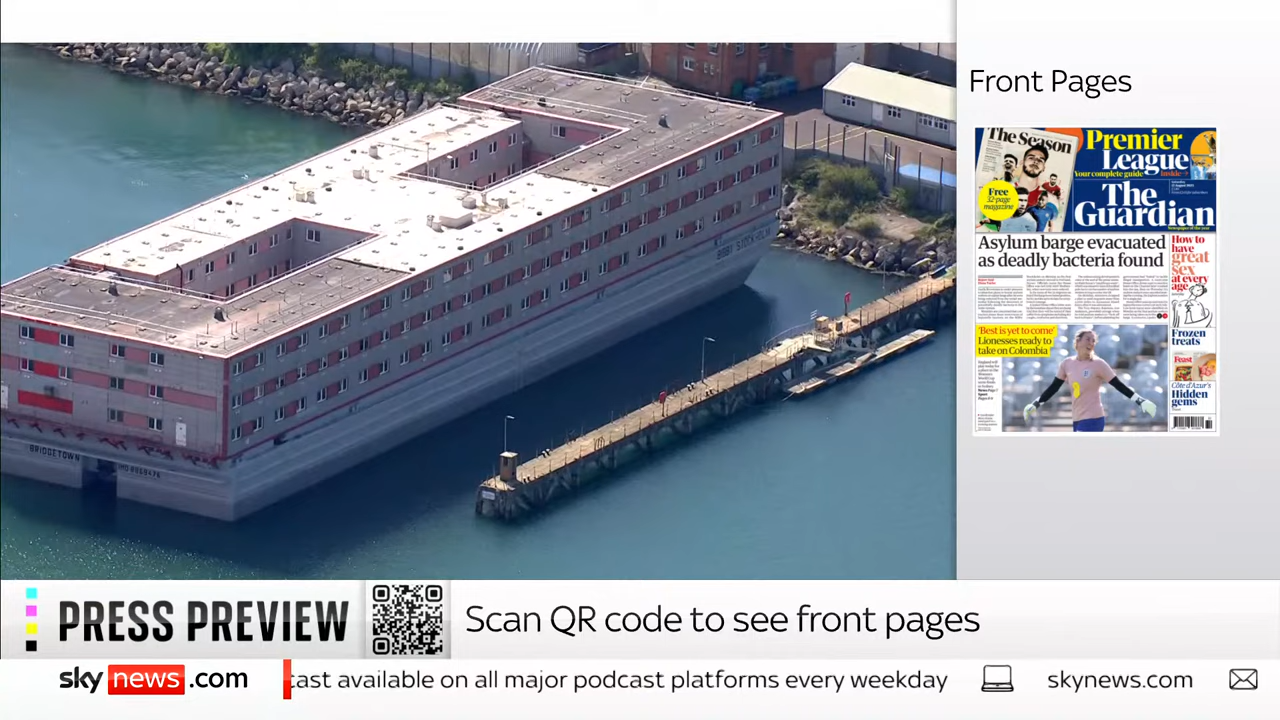 Front Pages
The Season
Free
32-page
magazine
Premier
League
Your complete guide
Inside
The
Guardian
Asylum barge evacuated
as deadly bacteria found
How to
have
great
sex
at every
age
'Best is yet to come'
Lionesses ready to
take on Colombia
Frozen
treats
Feast
Côte d'Azur's
Hidden
gems
BIBBY STOCKHOLM
BRIDGETOWN
PRESS PREVIEW
Scan QR code to see front pages
sky news.com
cast available on all major podcast platforms every weekday
skynews.com